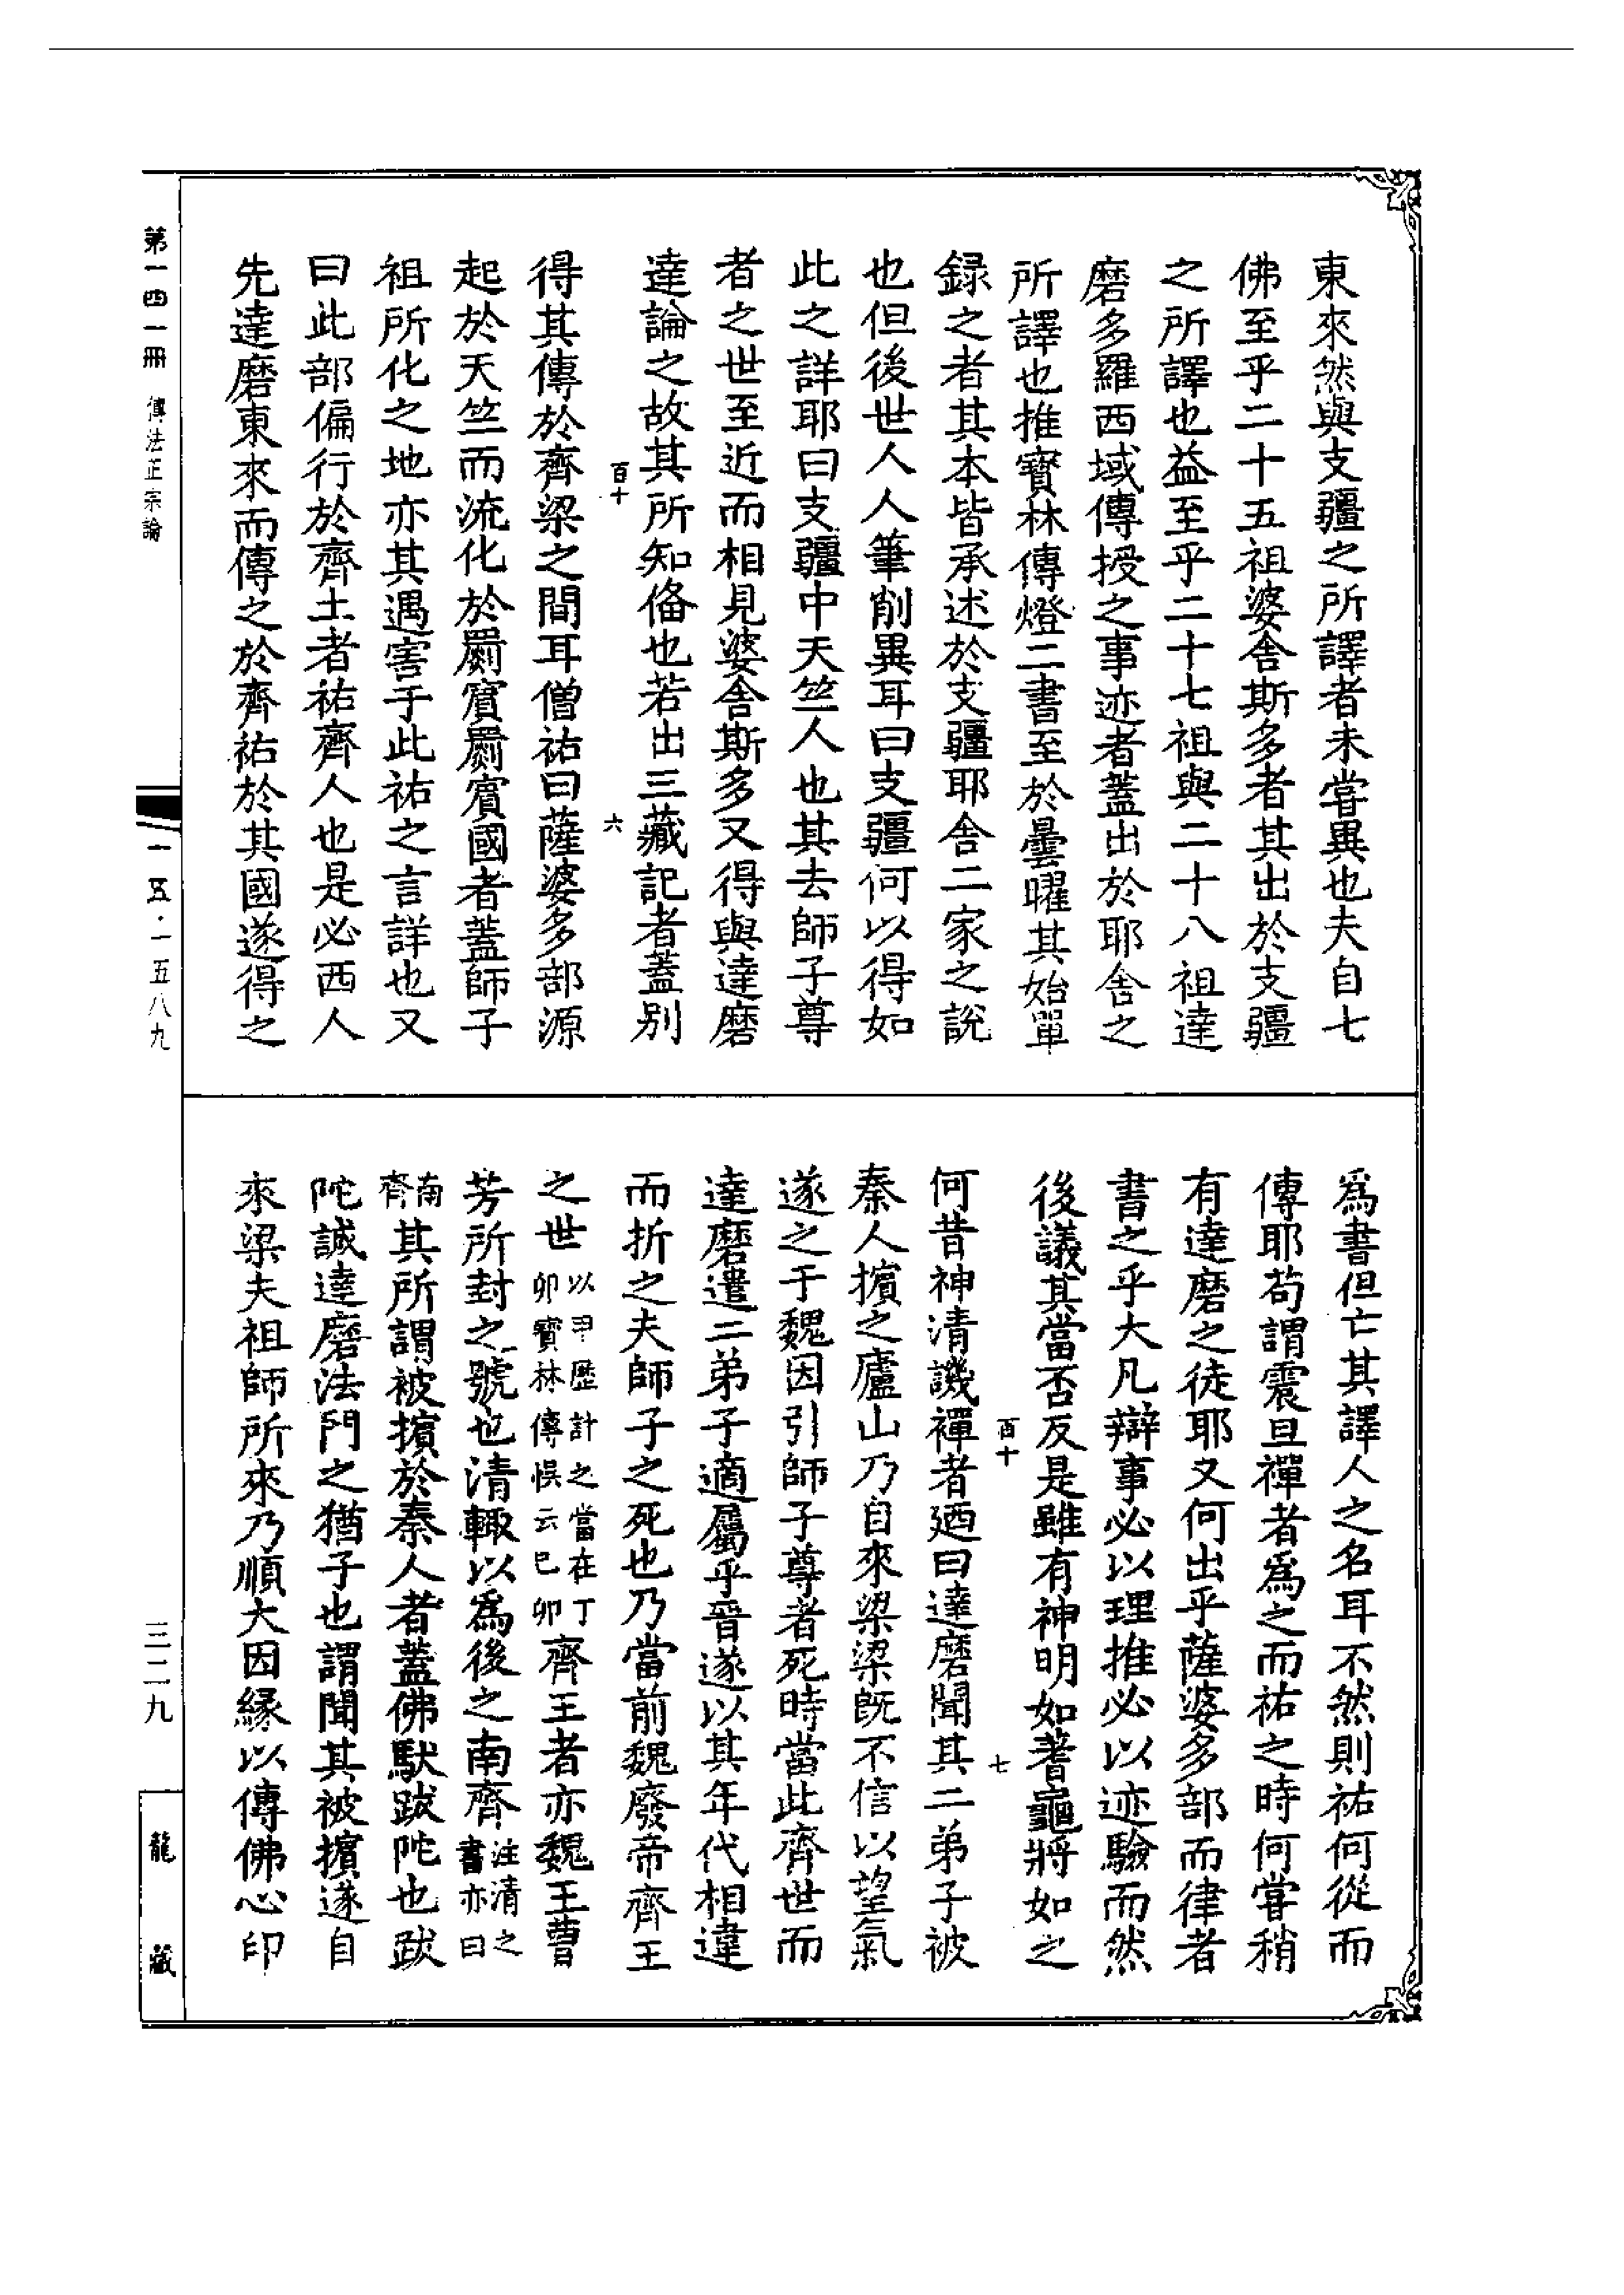 東來然與支疆之所譯者未嘗異也夫自七
佛至乎二十五祖婆舍斯多者其出於支疆
之所譯也益至乎二十七祖與二十八祖達
磨多羅西域傳授之事迹者蓋出於耶舍之
所譯也推寶林傳燈二書至於曇曜其始單
録之者其本皆承述於支疆耶舍二家之說
也但後世人人筆削異耳曰支疆何以得如
此之詳耶曰支疆中天竺人也其去師子尊
者之世至近而相見婆舍斯多又得與達磨
達論之故其所知俻也若出三藏記者蓋別
百十 六
得其傳於齊梁之間耳僧祐曰薩婆多部源
起於天竺而流化於罽賓罽賓國者蓋師子
祖所化之地亦其遇害于此祐之言詳也又
曰此部偏行於齊土者祐齊人也是必西人
先達磨東來而傳之於齊祐於其國遂得之
爲書但亡其譯人之名耳不然則祐何從而
傳耶苟謂震旦禪者爲之而祐之時何甞稍
有達磨之徒耶又何出乎薩婆多部而律者
書之乎大凡辯事必以理推必以迹驗而然
後議其當否反是雖有神明如蓍龜將如之
百十 七
何昔神清譏禪者廼曰達磨聞其二弟子被
秦人擯之廬山乃自來梁梁既不信以望氣
遂之于魏因引師子尊者死時當此齊世而
達磨遣二弟子適屬乎晉遂以其年代相違
而折之夫師子之死也乃當前魏廢帝齊王
之世以甲歷計之當在丁卯寶林傳悞云已卯齊王者亦魏王曹
芳所封之號也清輙以爲後之南齊注清之書亦曰
南齊其所謂被擯於秦人者蓋佛馱跋陀也跋
陀誠達磨法門之猶子也謂聞其被擯遂自
來梁夫祖師所來乃順大因緣以傳佛心印
第一四一冊 傳法正宗論
一一五·一五八九
三二九
龍藏